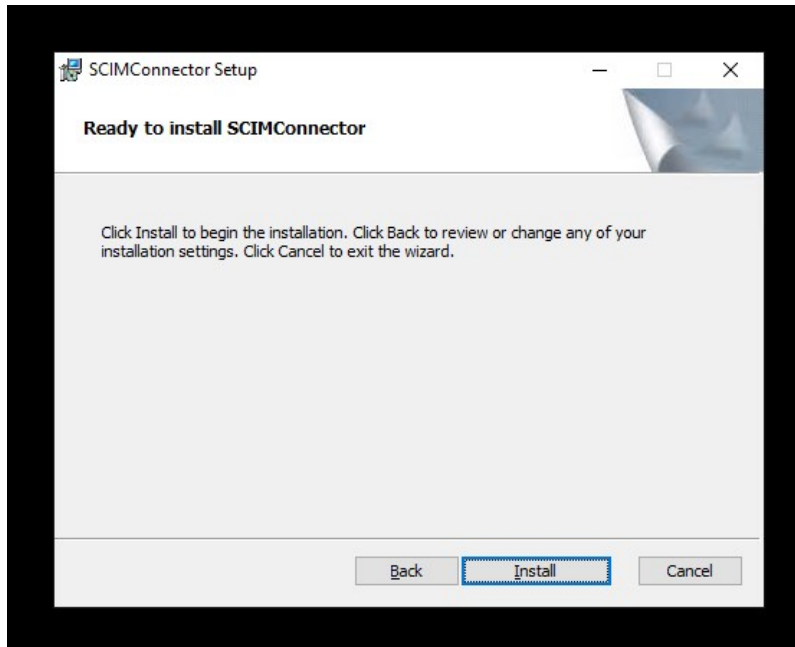 SCIMConnector Setup
Ready to install SCIMConnector
Click Install to begin the installation. Click Back to review or change any of your
installation settings. Click Cancel to exit the wizard.
Back Install Cancel